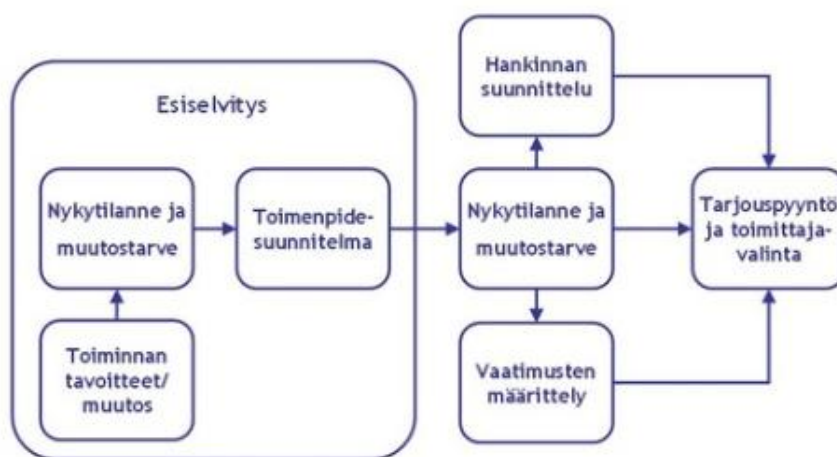 Esiselvitys
Toiminnan
tavoitteet/
muutos
Nykytilanne ja
muutostarve
Toimenpide-
suunnitelma
Nykytilanne ja
muutostarve
Hankinnan
suunnittelu
Vaatimusten
määrittely
Tarjouspyyntö
ja toimittaja-
valinta